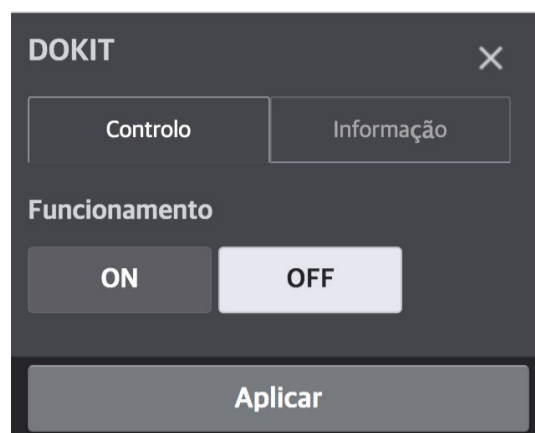 DOKIT
Controlo
Informação
Funcionamento
ON
OFF
Aplicar